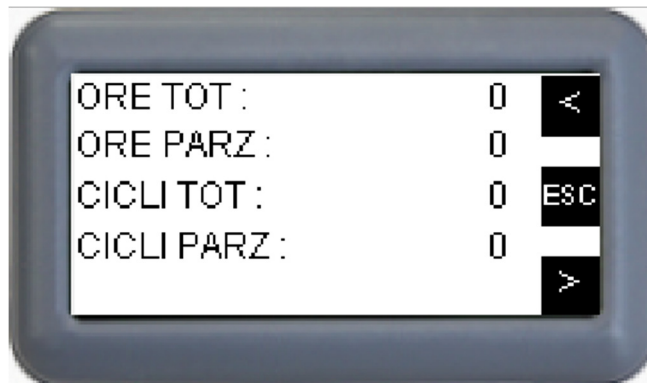 ORE TOT : 0 <
ORE PARZ : 0
CICLI TOT : 0 ESC
CICLI PARZ : 0
>